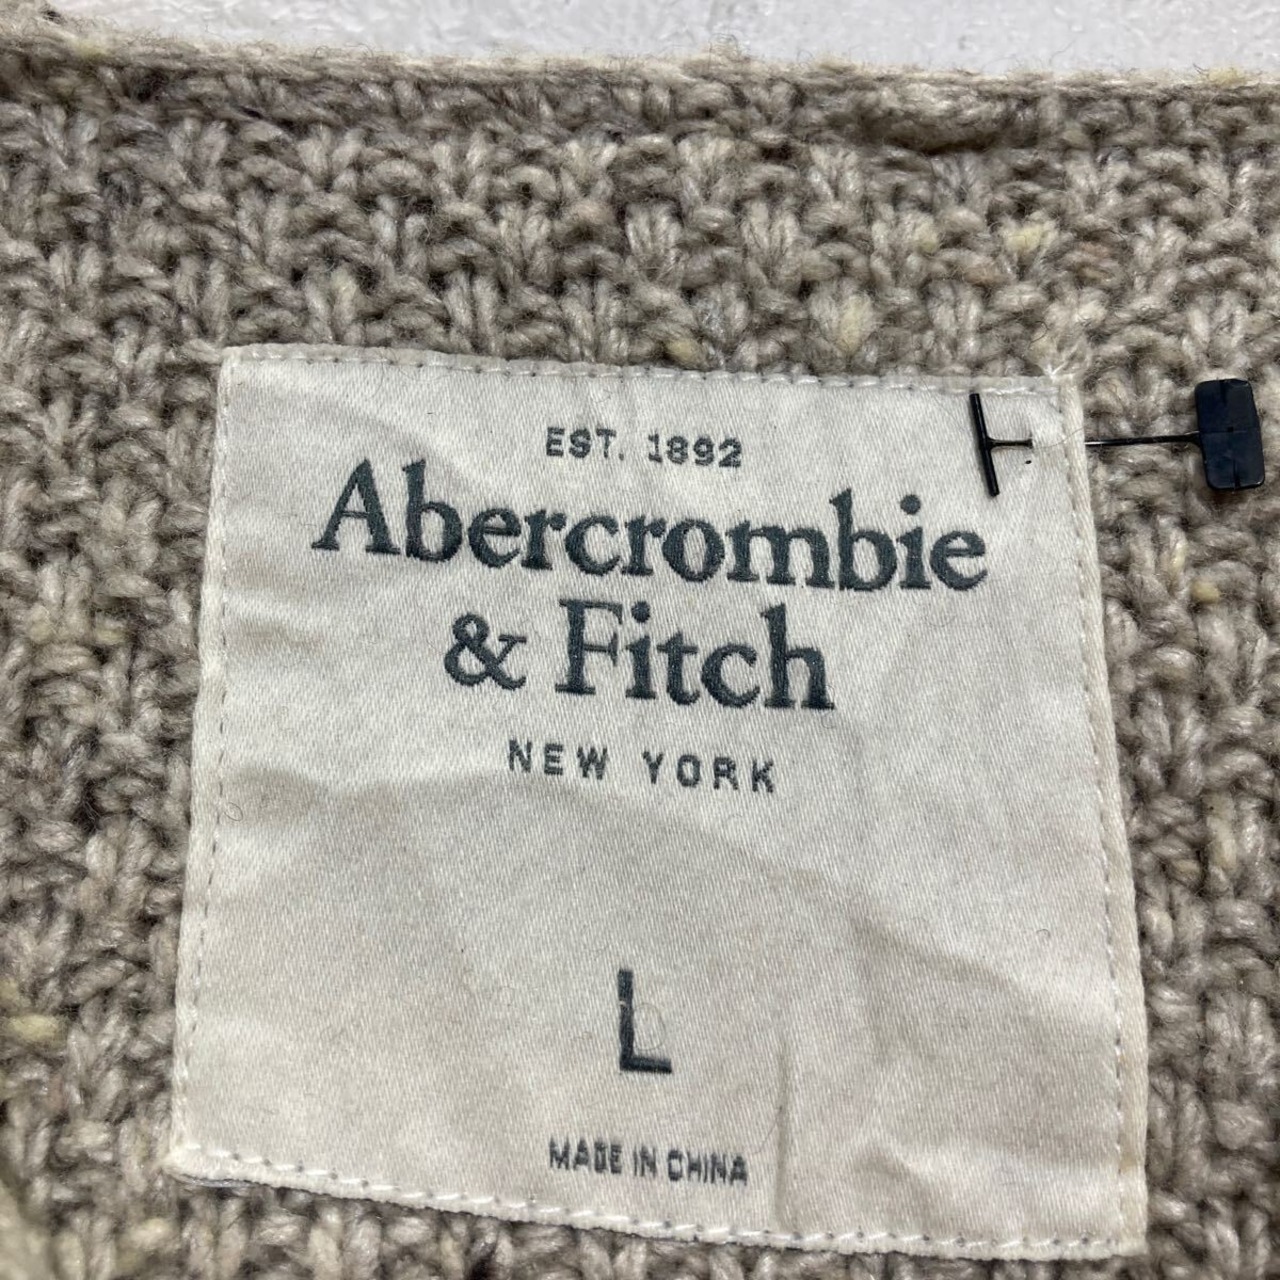 EST. 1892
Abercrombie
& Fitch
NEW YORK
L
MADE IN CHINA